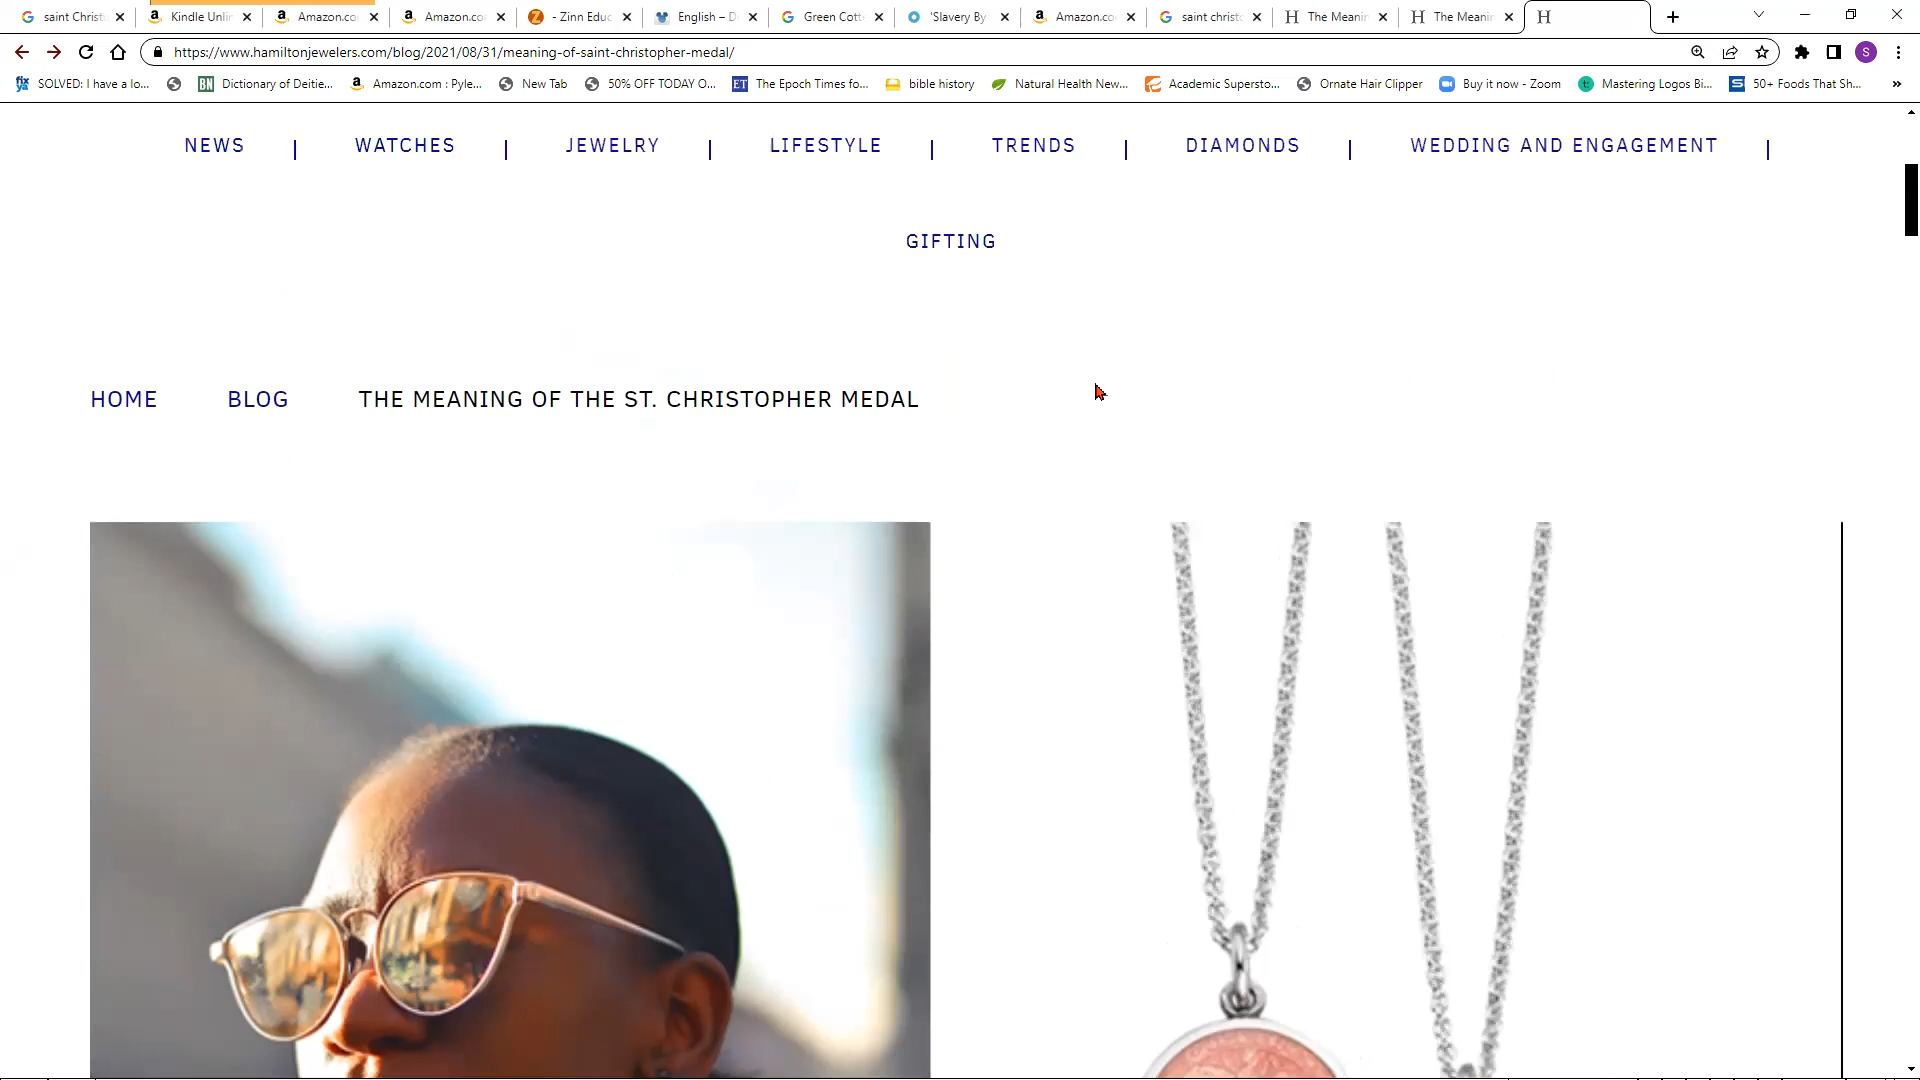 saint Christ
Kindle Unlin
Amazon.co
Amazon.co
- Zinn Educ
English – D
Green Cott
'Slavery By
Amazon.co
saint christ
The Meanin
The Meanin
https://www.hamiltonjewelers.com/blog/2021/08/31/meaning-of-saint-christopher-medal/
S
SOLVED: I have a lo...
BN Dictionary of Deitie...
Amazon.com : Pyle...
New Tab
50% OFF TODAY O...
ET The Epoch Times fo...
bible history
Natural Health New...
Academic Supersto...
Ornate Hair Clipper
Buy it now - Zoom
Mastering Logos Bi...
50+ Foods That Sh...
NEWS | WATCHES | JEWELRY | LIFESTYLE | TRENDS | DIAMONDS | WEDDING AND ENGAGEMENT |
GIFTING
HOME BLOG THE MEANING OF THE ST. CHRISTOPHER MEDAL